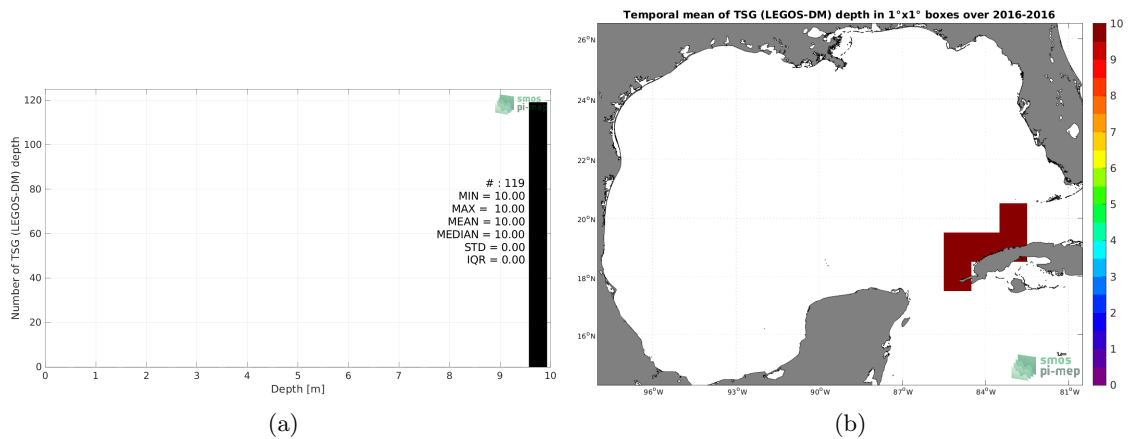 Temporal mean of TSG (LEGOS-DM) depth in 1°x1° boxes over 2016-2016
Number of TSG (LEGOS-DM) depth
120
100
80
60
40
20
0
smos
pi-mep
# : 119
MIN = 10.00
MAX = 10.00
MEAN = 10.00
MEDIAN = 10.00
STD = 0.00
IQR = 0.00
0 1 2 3 4 5 6 7 8 9 10
Depth [m]
(a)
26°N
24°N
22°N
20°N
18°N
16°N
96°W 93°W 90°W 87°W 84°W 81°W
smos
pi-mep
10
9
8
7
6
5
4
3
2
1
0
(b)